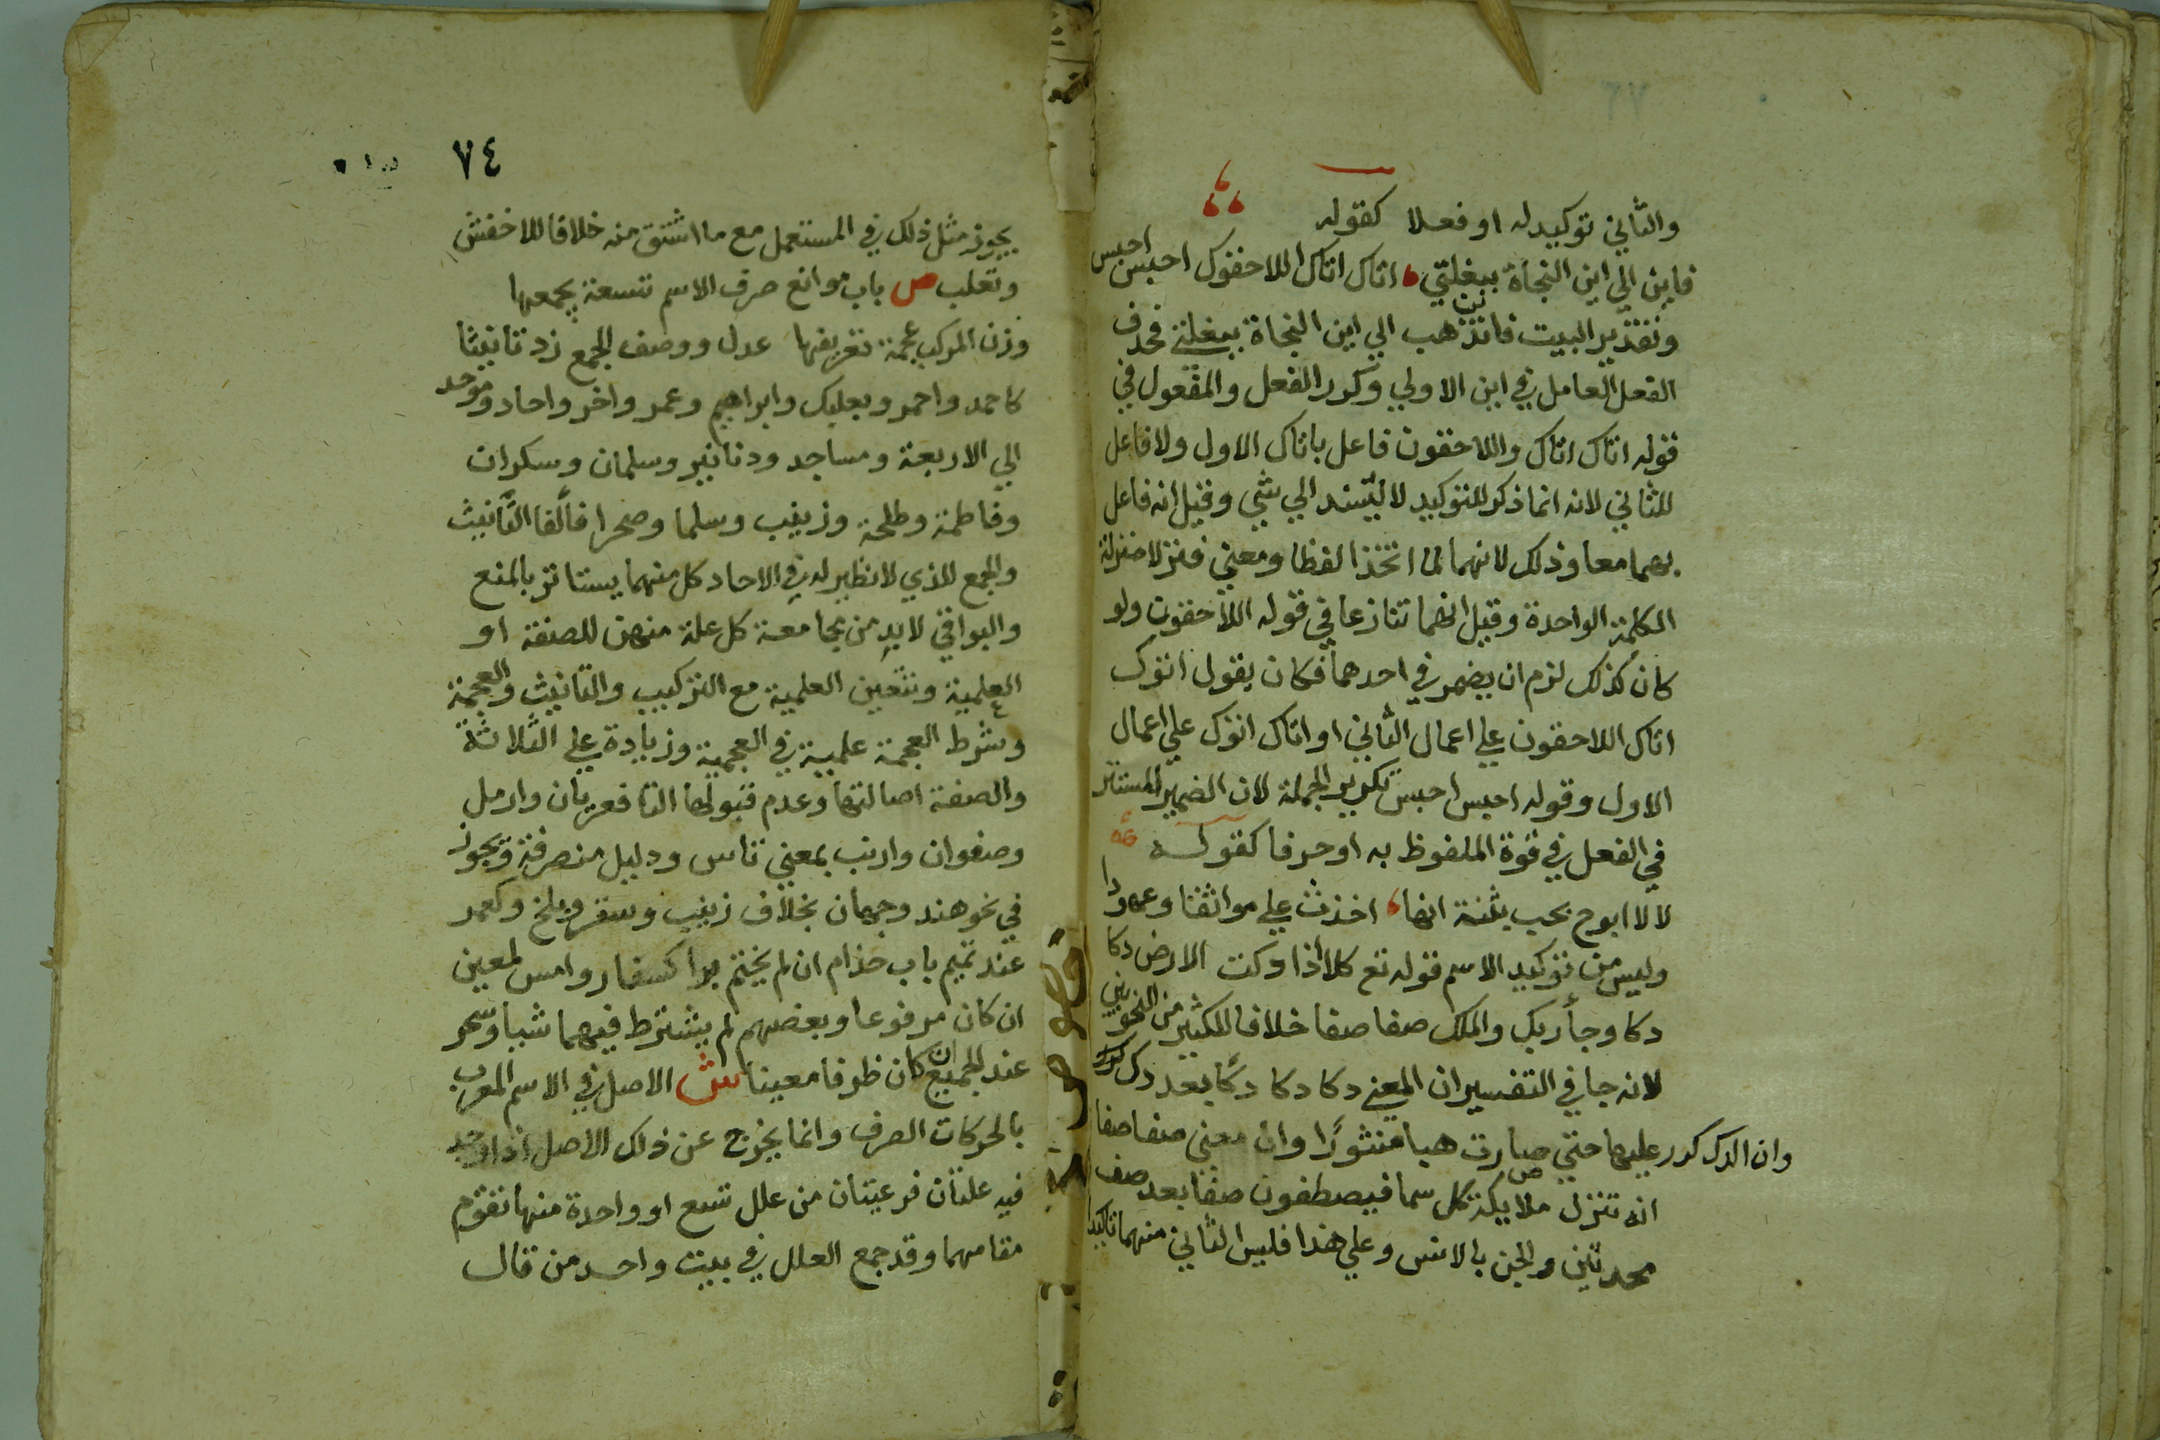 والثاني توكيد له او فعلا كقوله
فاين الي اين النجاة ببغلتي اتاك اتاك اللاحقوك احبس احبس
وتقدير البيت فاين تذهب الي اين النجاة ببغلتي فحذف
الفعل العامل في اين الاولي وكرر الفعل والمفعول في
قوله اتاك اتاك واللاحقون فاعل باتاك الاول ولا فاعل
للثاني لانه انما ذكر للتوكيد لا ليسند الي شي وقيل انه فاعل
بهما معا وذلك لانهما لما اتحدا لفظا ومعني فنزلا منزلة
الكلمة الواحدة وقيل انهما تنازعا في قوله اللاحقون ولو
كان كذلك لزم ان يضمر في احدهما فكان يقول اتوك
اتاك اللاحقون علي اعمال الثاني او اتاك اتوك علي اعمال
الاول وقوله احبس احبس تكرير الجملة لان الضمير المستتر
في الفعل في قوة الملفوظ به او حرفا كقوله
لا لا ابوح بحب بثنة انها اخذت علي مواثقا وعهودا
وليس من توكيد الاسم قوله تع كلا اذا دكت الارض دكا
دكا وجا ربك والملك صفا صفا خلافا للكثير من النحويين
لانه جا في التفسير ان المعني دكا دكا دكا بعد دك
وان الدك كرر عليها حتي صارت هبا منثورا وان معني صفا صفا
انه تنزل ملايكة كل سما فيصطفون صفا بعد صف
محدقين بالجن والانس وعلي هذا فليس الثاني منهما تاكيدا
٧٤
يجوز مثل ذلك في المستعمل مع ما اشتق منه خلافا للاخفش
وثعلب ص باب موانع صرف الاسم تسعة يجمعها
وزن المركب عجمة تعريفها عدل ووصف الجمع زد تانيثا
كاحمد واحمر وبعلبك وابراهيم وعمر واخر واحاد وموحد
الي الاربعة ومساجد ودنانير وسلمان وسكران
وفاطمة وطلحة وزينب وسلما وصحرا فالفا التانيث
والجمع الذي لا نظير له في الاحاد كل منهما يستاثر بالمنع
والبواقي لابد من مجامعة كل علة منهن للصفة او
العلمية وتتعين العلمية مع التركيب والتانيث والعجمة
وشرط العجمة علمية في العجمية وزيادة علي الثلاثة
والصفة اصالتها وعدم قبولها التا فعريان وارمل
وصفوان وارنب بمعني قاس ودليل منصرفة ويجوز
في نحو هند وجهان بخلاف زينب وسقر وبلخ وكعمر
عند تميم باب حذام ان لم يختم برا كسفار وامس لمعين
ان كان مرفوعا وبعضهم لم يشترط فيهما شيا وسحر
عند الجميع ان كان ظرفا معينا ش الاصل في الاسم المعرب
بالحركات الصرف وانما يخرج عن ذلك الاصل اذا وجد
فيه علتان فرعيتان من علل تسع او واحدة منها تقوم
مقامهما وقد جمع العلل في بيت واحد من قال